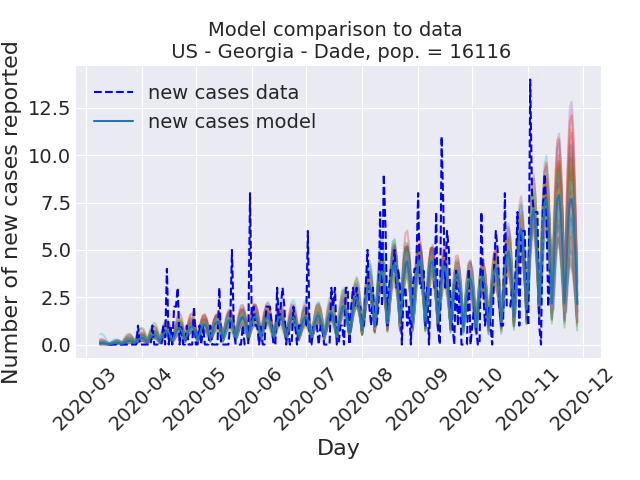 Model comparison to data
US - Georgia - Dade, pop. = 16116
Number of new cases reported
12.5
10.0
7.5
5.0
2.5
0.0
new cases data
new cases model
2020-03
2020-04
2020-05
2020-06
2020-07
2020-08
2020-09
2020-10
2020-11
2020-12
Day